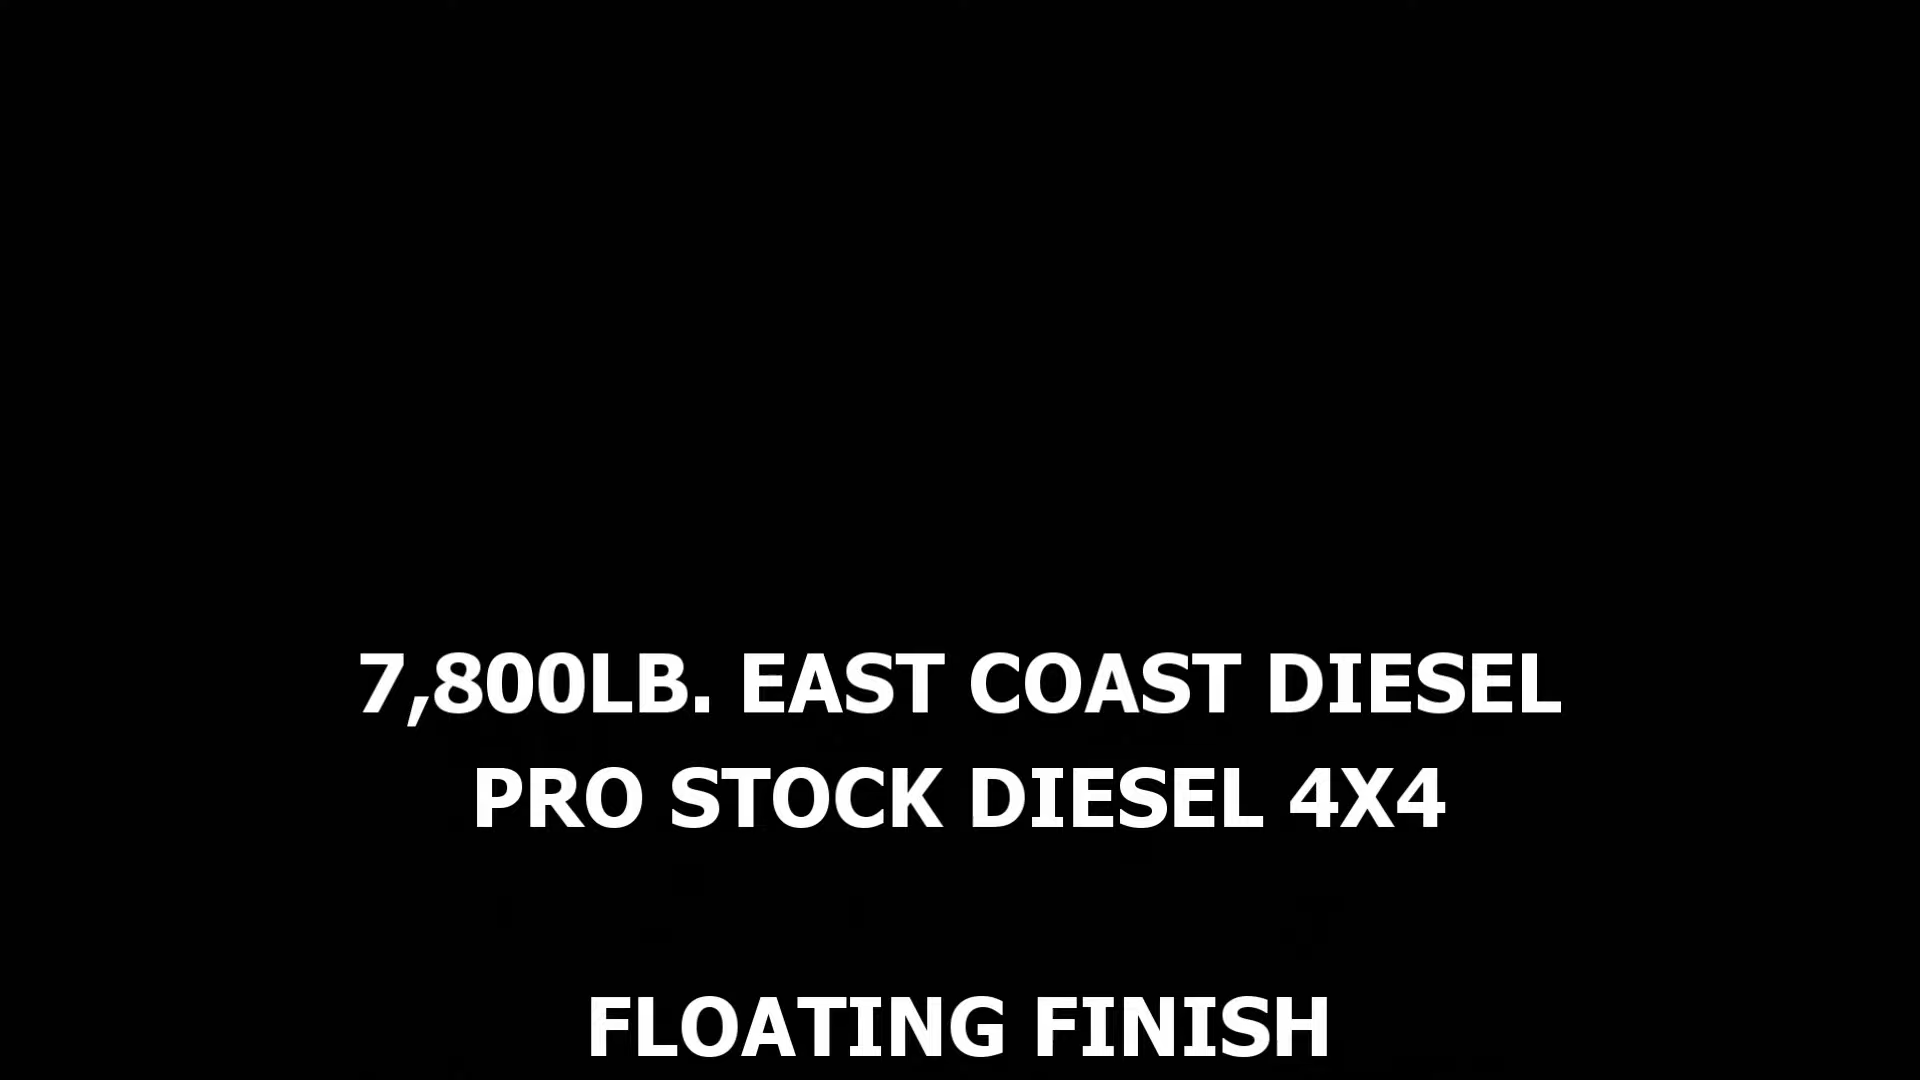 7,800LB. EAST COAST DIESEL
PRO STOCK DIESEL 4X4
FLOATING FINISH